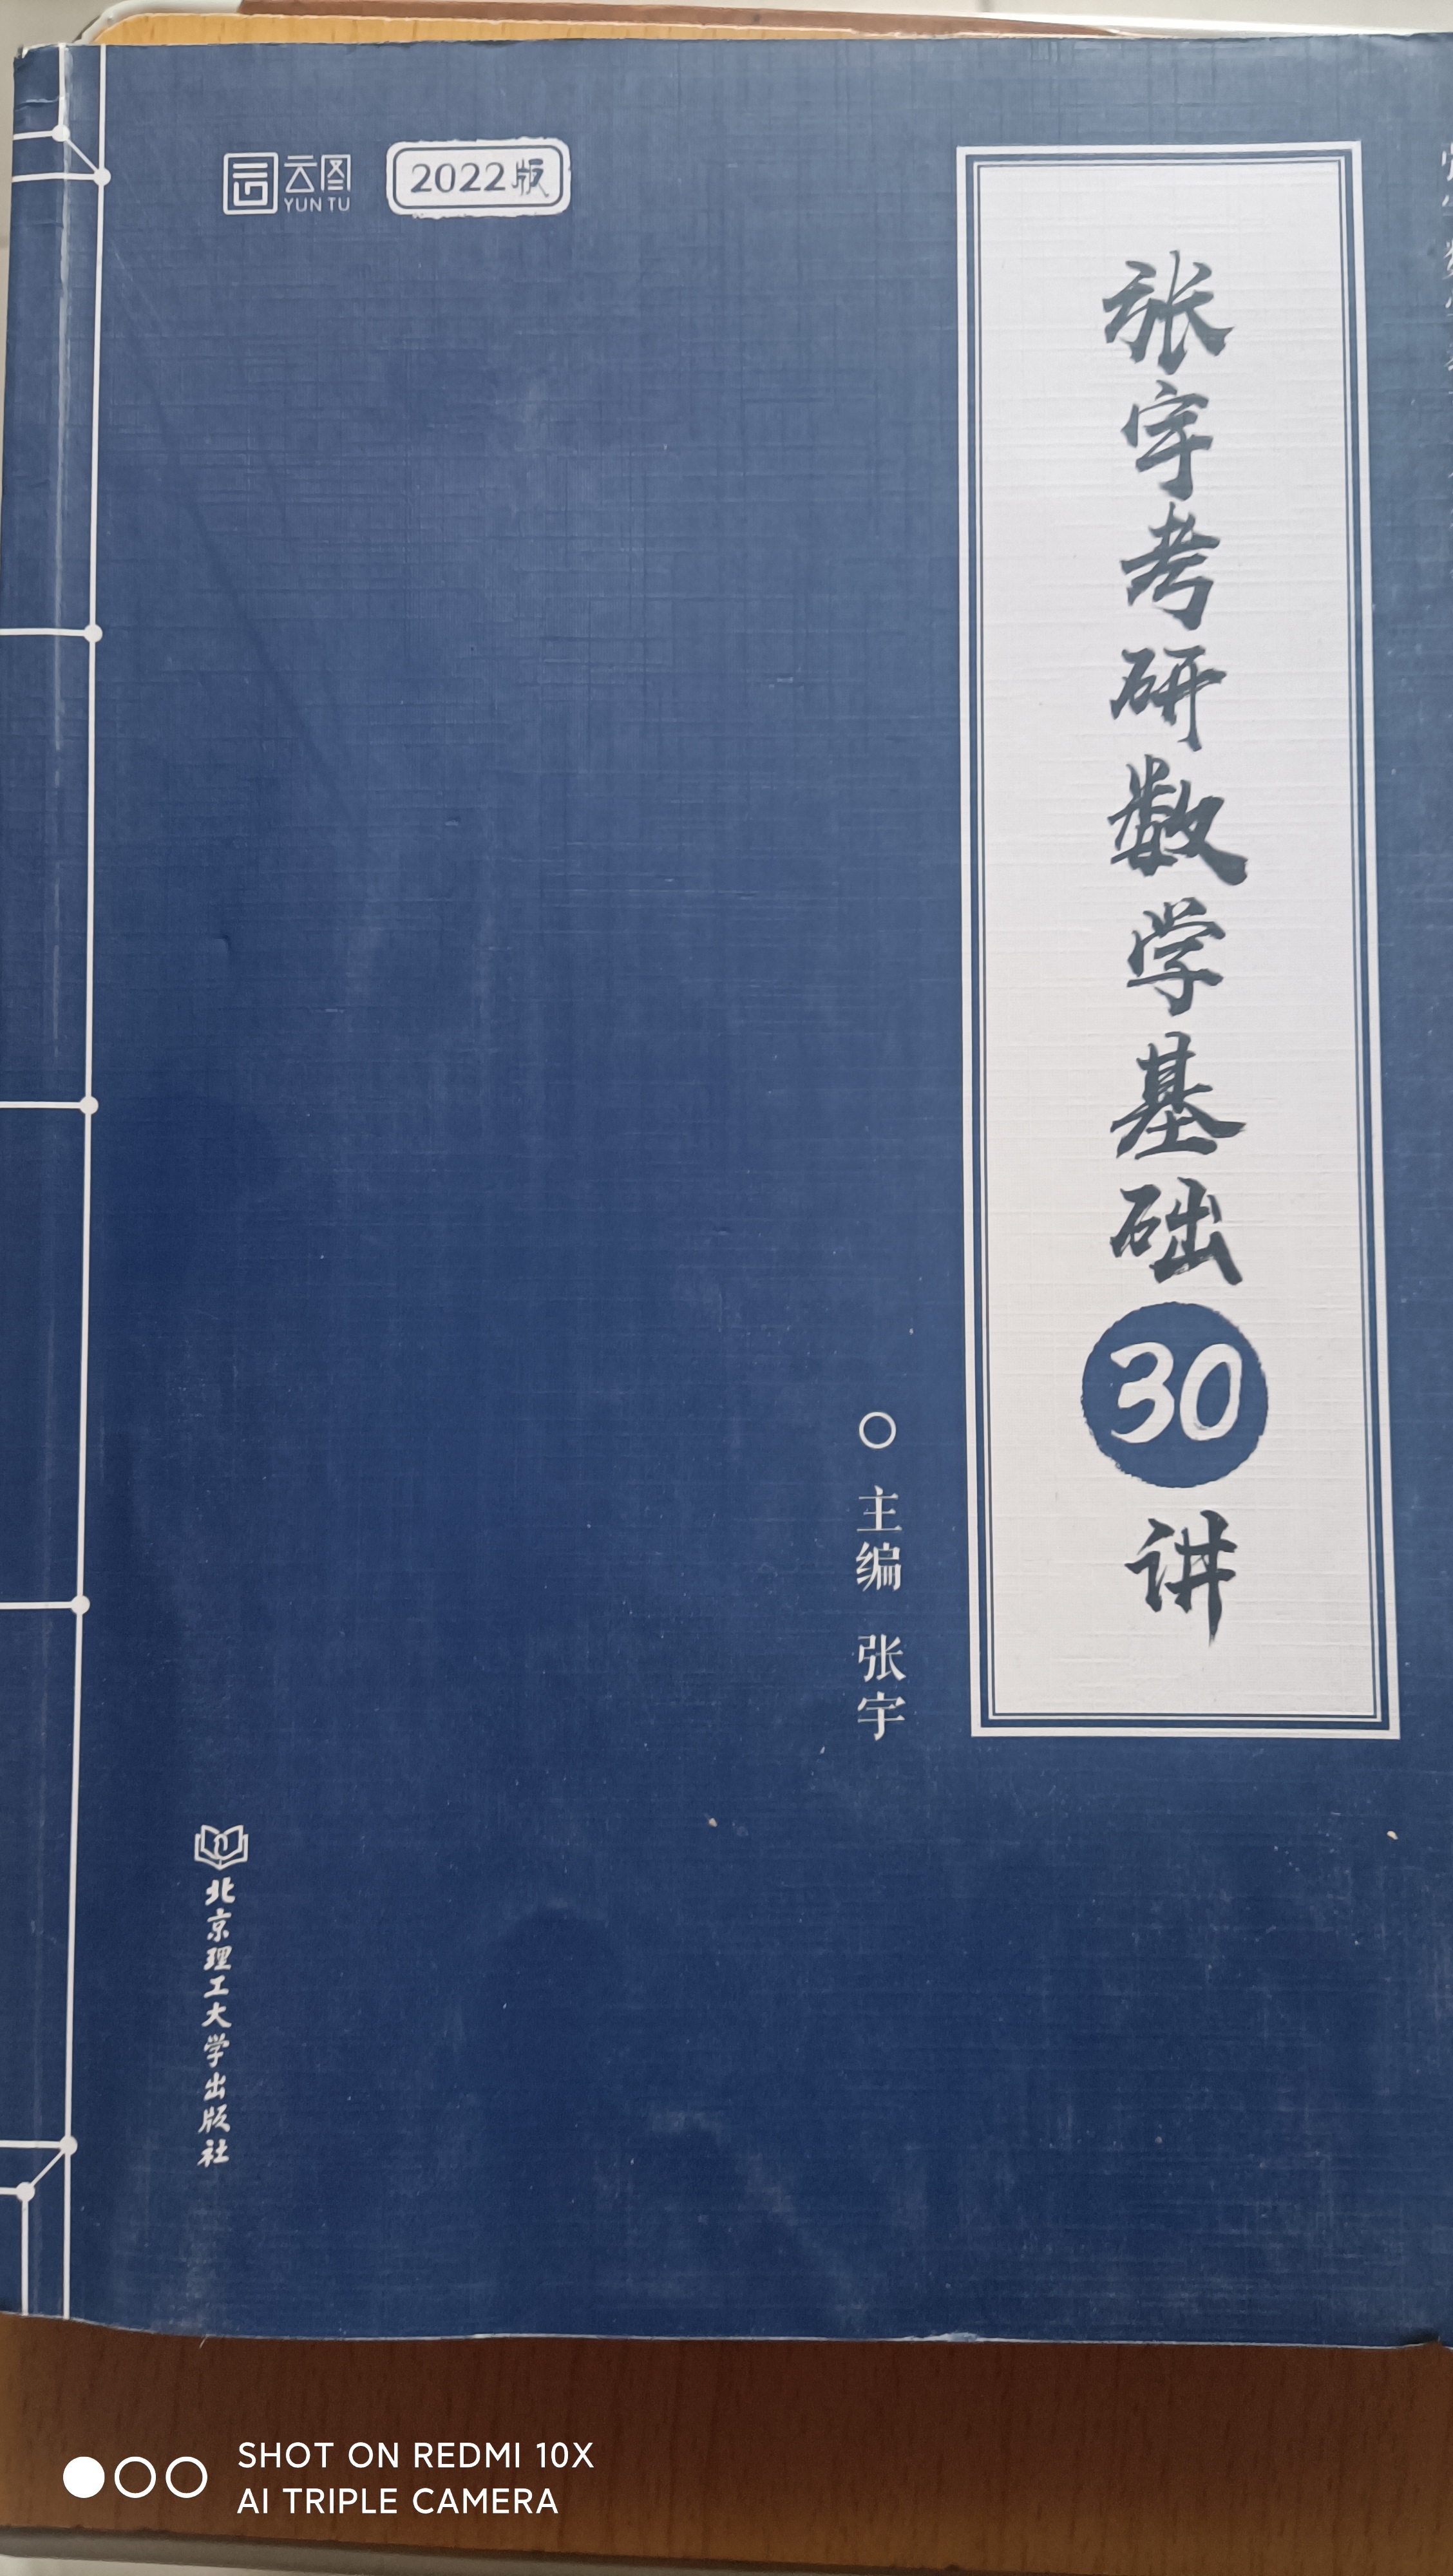 云图
YUN TU
2022版
张宇考研数学基础30讲
主编 张宇
北京理工大学出版社
SHOT ON REDMI 10X
AI TRIPLE CAMERA